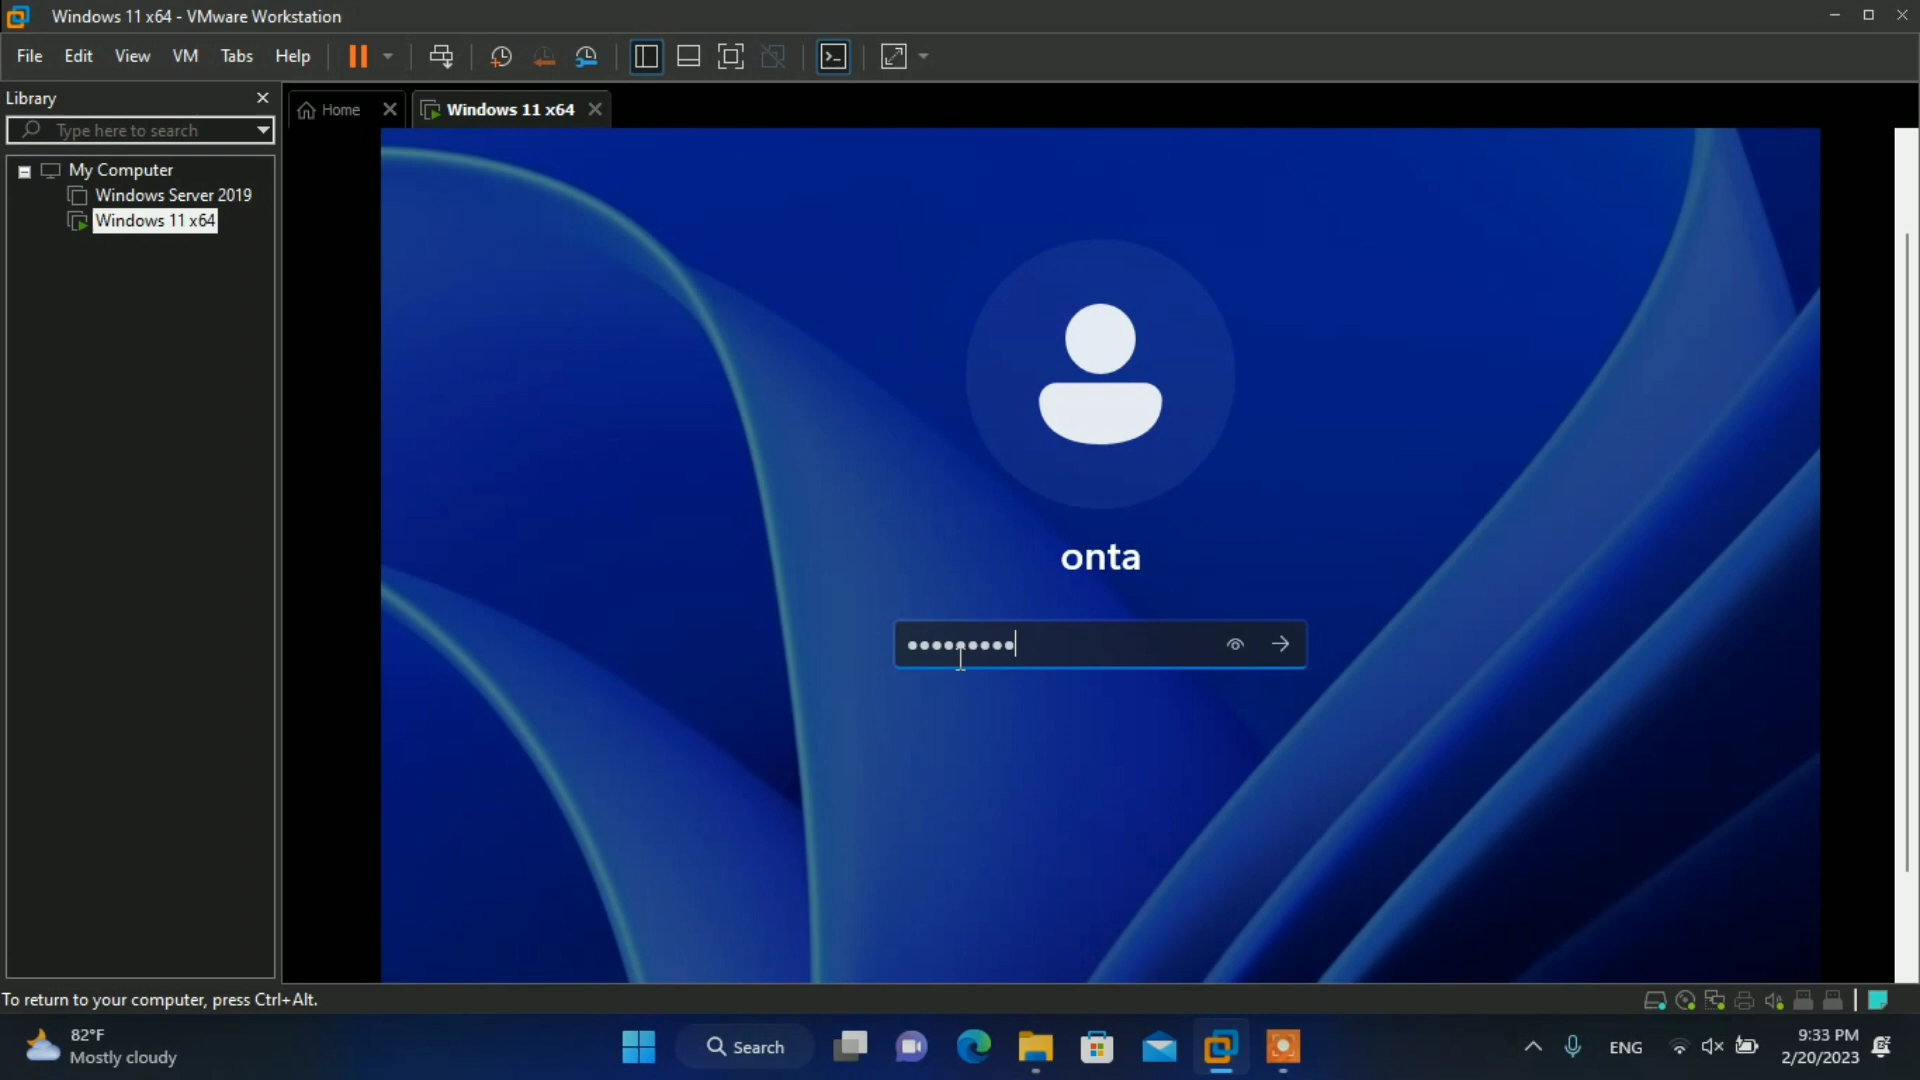 Windows 11 x64 - VMware Workstation
File Edit View VM Tabs Help
Library
Home
Windows 11 x64
Type here to search
My Computer
Windows Server 2019
Windows 11 x64
onta
To return to your computer, press Ctrl+Alt.
82°F
Mostly cloudy
Search
ENG
9:33 PM
2/20/2023